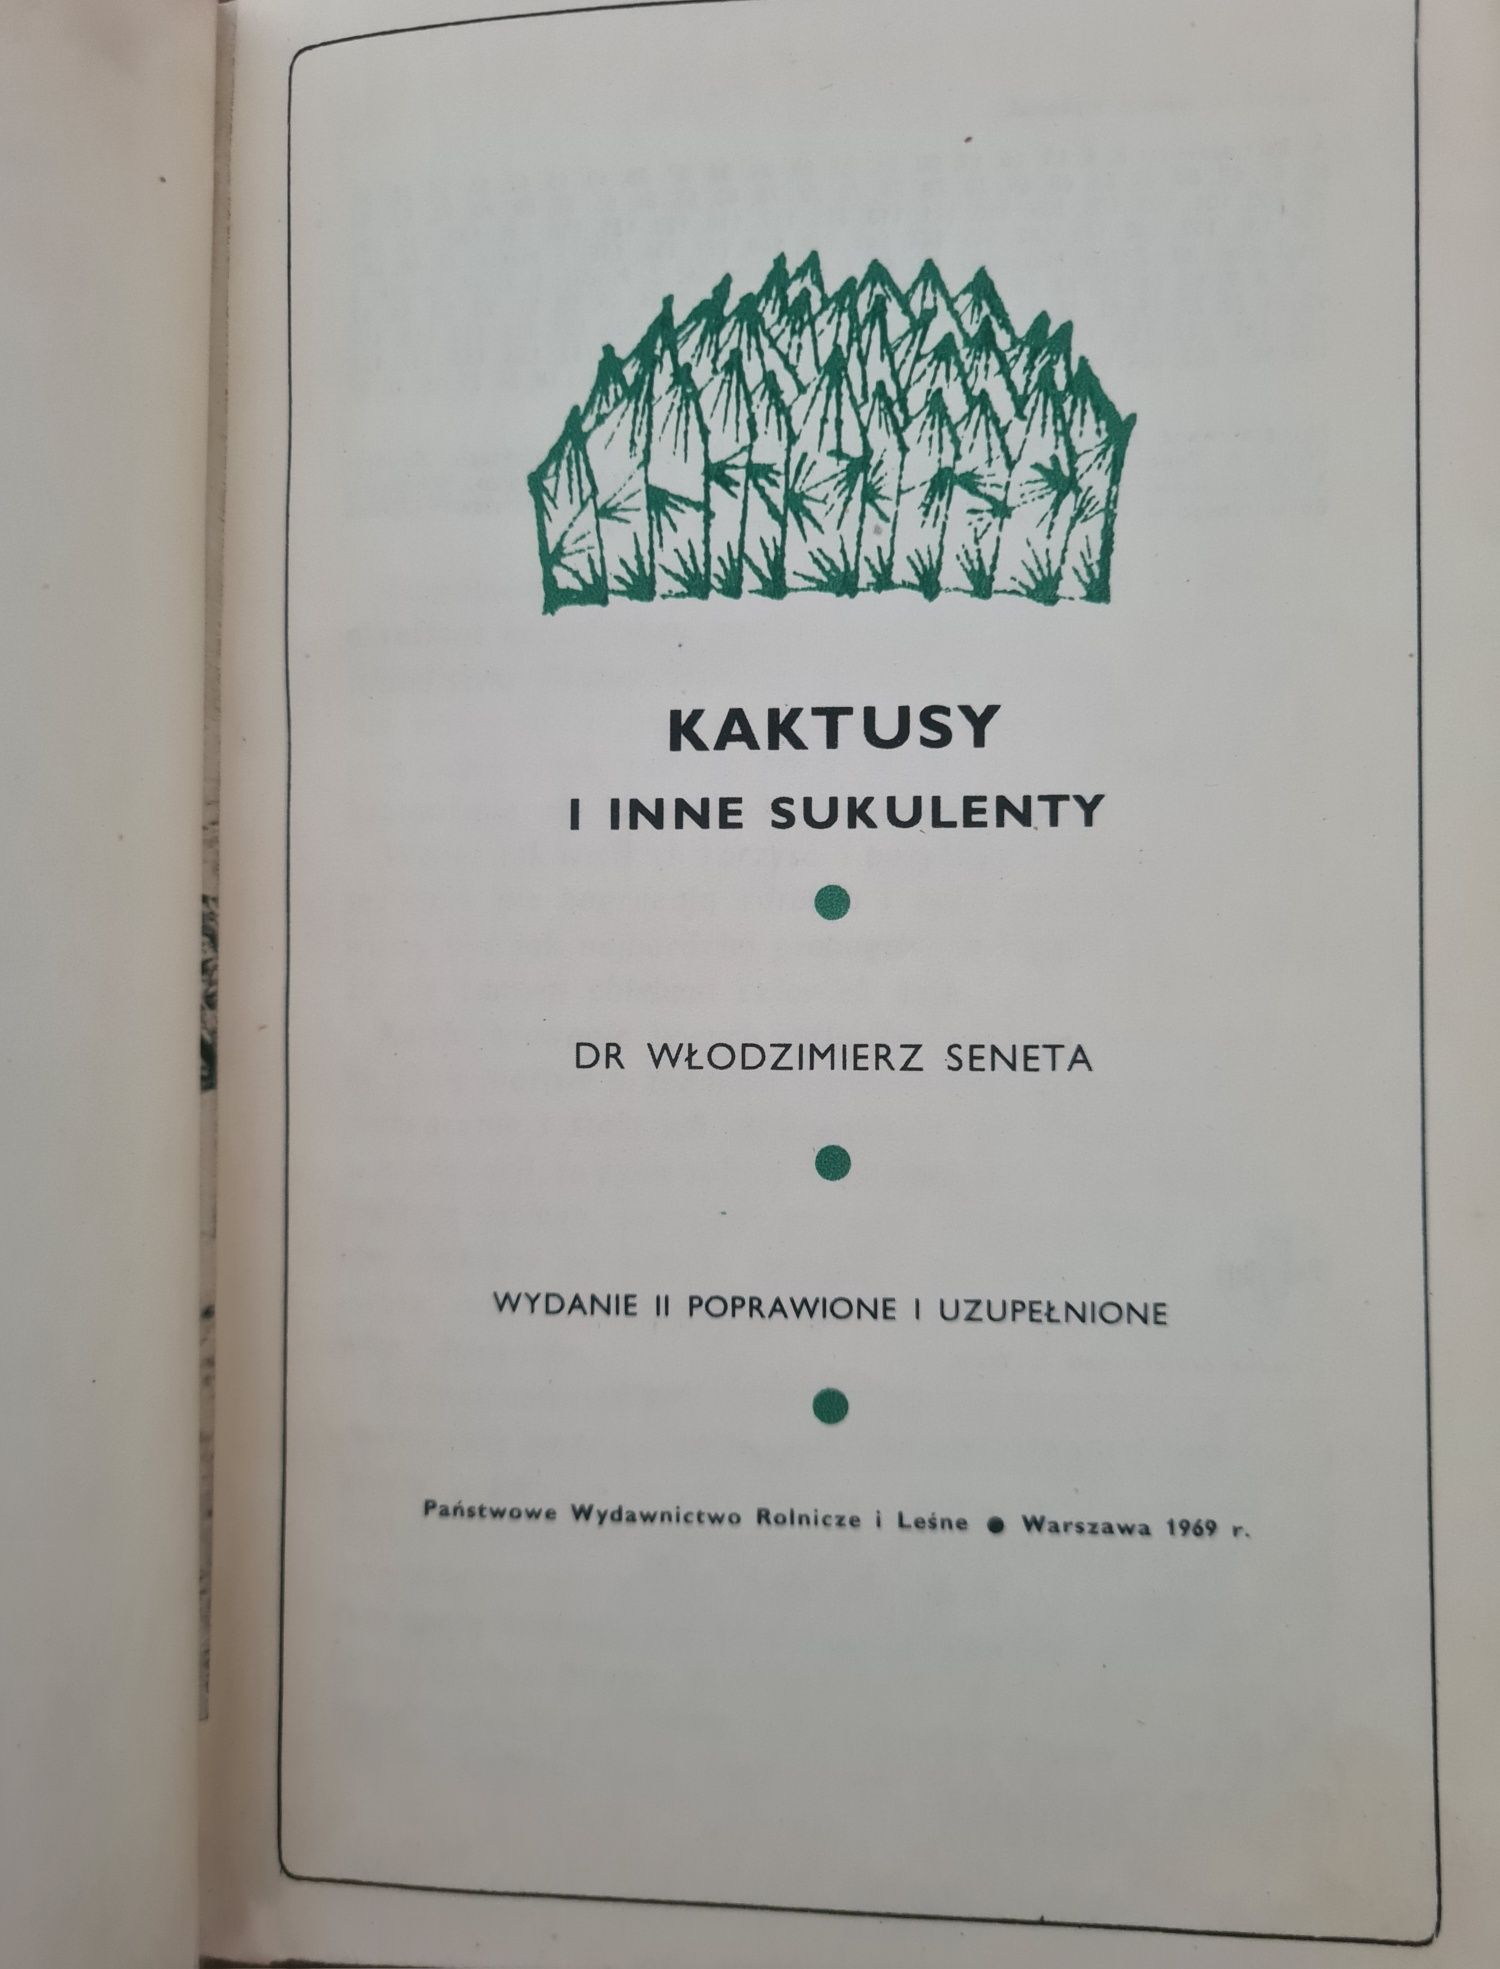 KAKTUSY
I INNE SUKULENTY
DR WŁODZIMIERZ SENETA
WYDANIE II POPRAWIONE I UZUPEŁNIONE
Państwowe Wydawnictwo Rolnicze i Leśne ● Warszawa 1969 r.